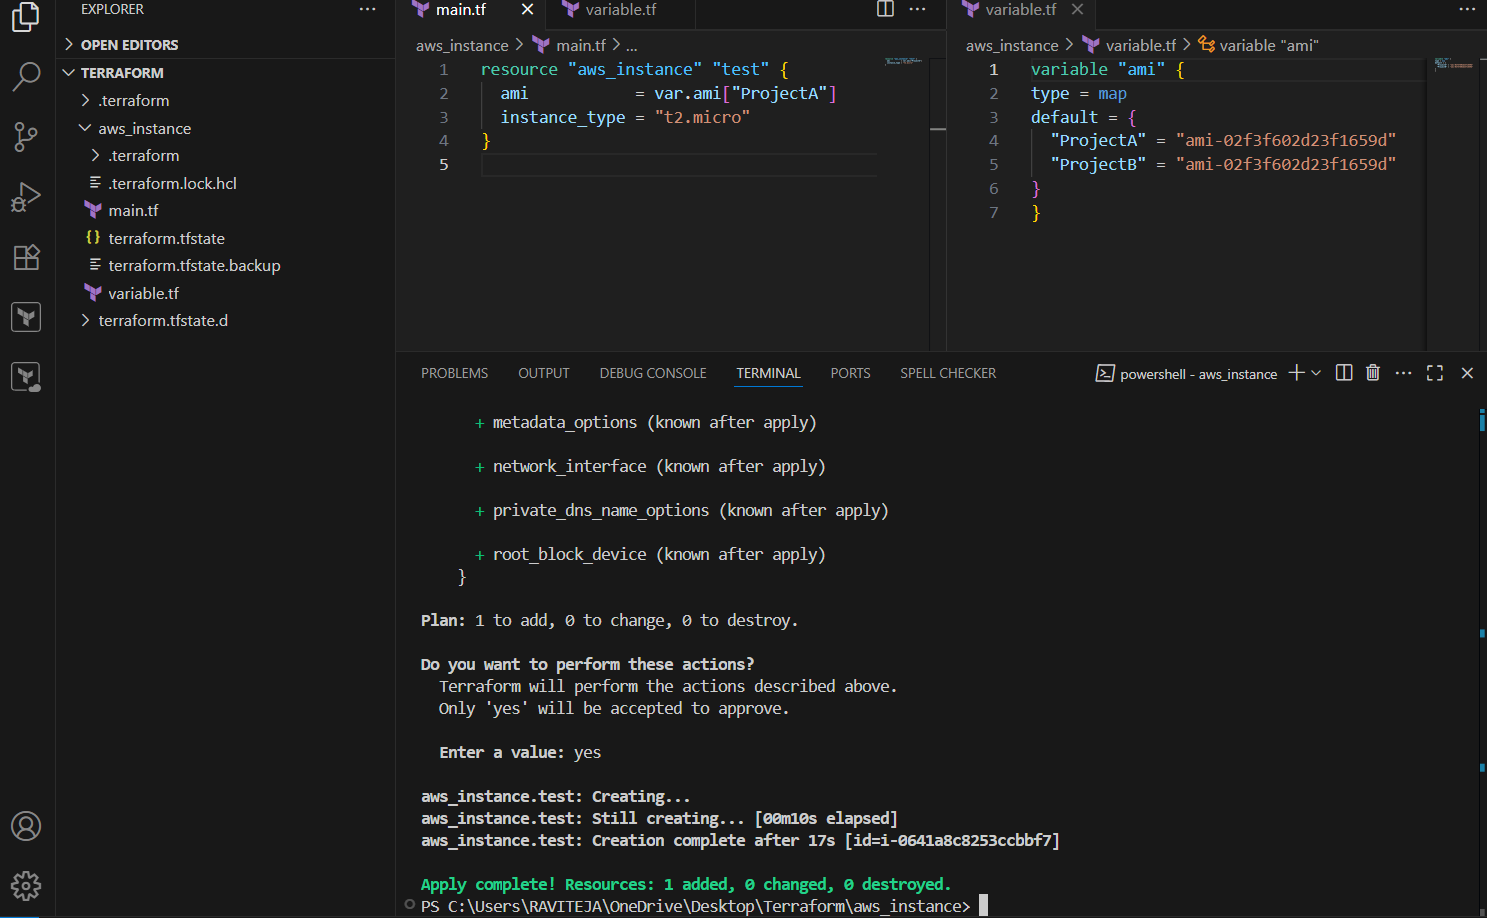 EXPLORER
OPEN EDITORS
TERRAFORM
.terraform
aws_instance
.terraform
.terraform.lock.hcl
main.tf
terraform.tfstate
terraform.tfstate.backup
variable.tf
terraform.tfstate.d
main.tf
variable.tf
aws_instance > main.tf > ...
1 resource "aws_instance" "test" {
2   ami           = var.ami["ProjectA"]
3   instance_type = "t2.micro"
4 }
5
variable.tf
aws_instance > variable.tf > variable "ami"
1 variable "ami" {
2 type = map
3 default = {
4   "ProjectA" = "ami-02f3f602d23f1659d"
5   "ProjectB" = "ami-02f3f602d23f1659d"
6 }
7 }
PROBLEMS OUTPUT DEBUG CONSOLE TERMINAL PORTS SPELL CHECKER
powershell - aws_instance
+ metadata_options (known after apply)
+ network_interface (known after apply)
+ private_dns_name_options (known after apply)
+ root_block_device (known after apply)
}
Plan: 1 to add, 0 to change, 0 to destroy.
Do you want to perform these actions?
Terraform will perform the actions described above.
Only 'yes' will be accepted to approve.
Enter a value: yes
aws_instance.test: Creating...
aws_instance.test: Still creating... [00m10s elapsed]
aws_instance.test: Creation complete after 17s [id=i-0641a8c8253ccbbf7]
Apply complete! Resources: 1 added, 0 changed, 0 destroyed.
PS C:\Users\RAVITEJA\OneDrive\Desktop\Terraform\aws_instance>